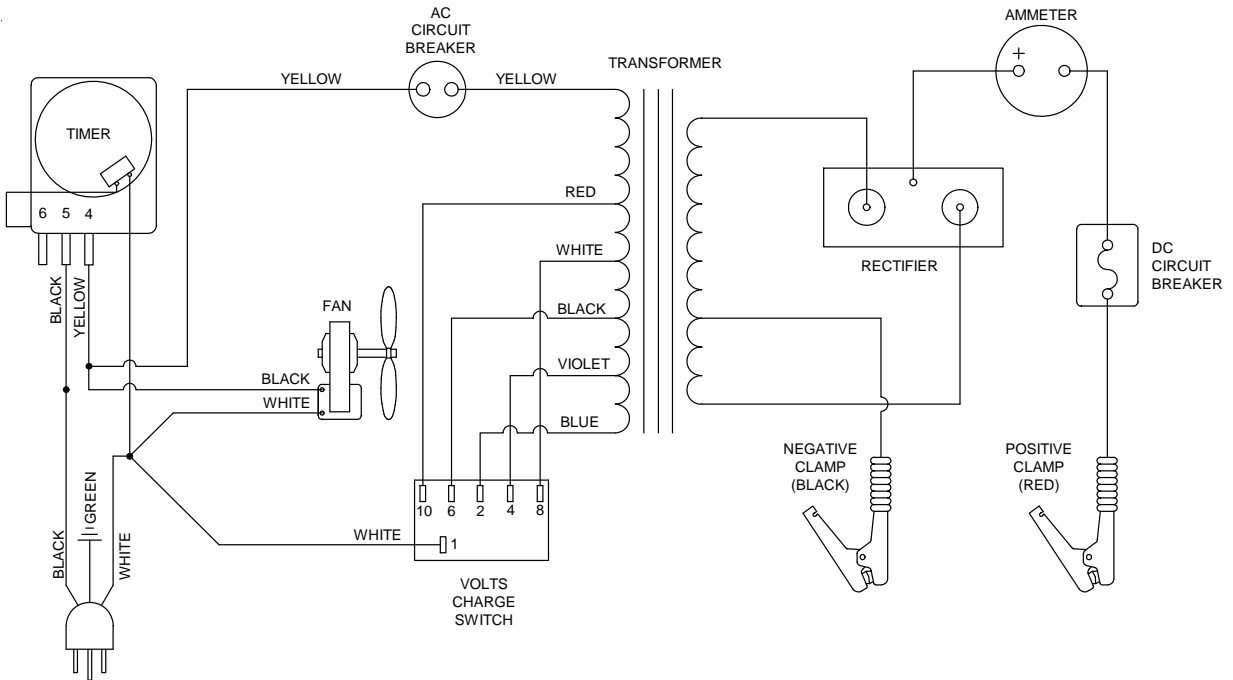 AC
CIRCUIT
BREAKER
AMMETER
+
TRANSFORMER
YELLOW
YELLOW
TIMER
RED
6 5 4
WHITE
RECTIFIER
DC
CIRCUIT
BREAKER
BLACK
YELLOW
FAN
BLACK
VIOLET
BLACK
WHITE
BLUE
NEGATIVE
CLAMP
(BLACK)
POSITIVE
CLAMP
(RED)
GREEN
BLACK
WHITE
10 6 2 4 8
WHITE
1
VOLTS
CHARGE
SWITCH